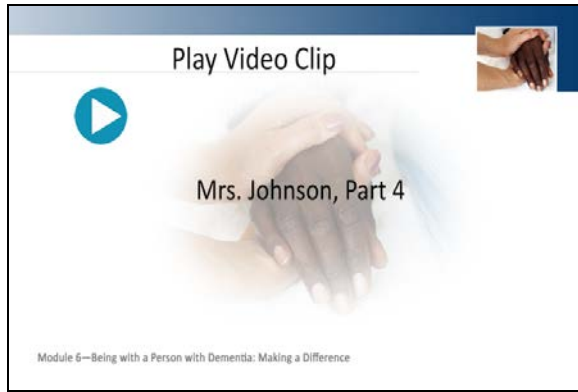 Play Video Clip
Mrs. Johnson, Part 4
Module 6—Being with a Person with Dementia: Making a Difference